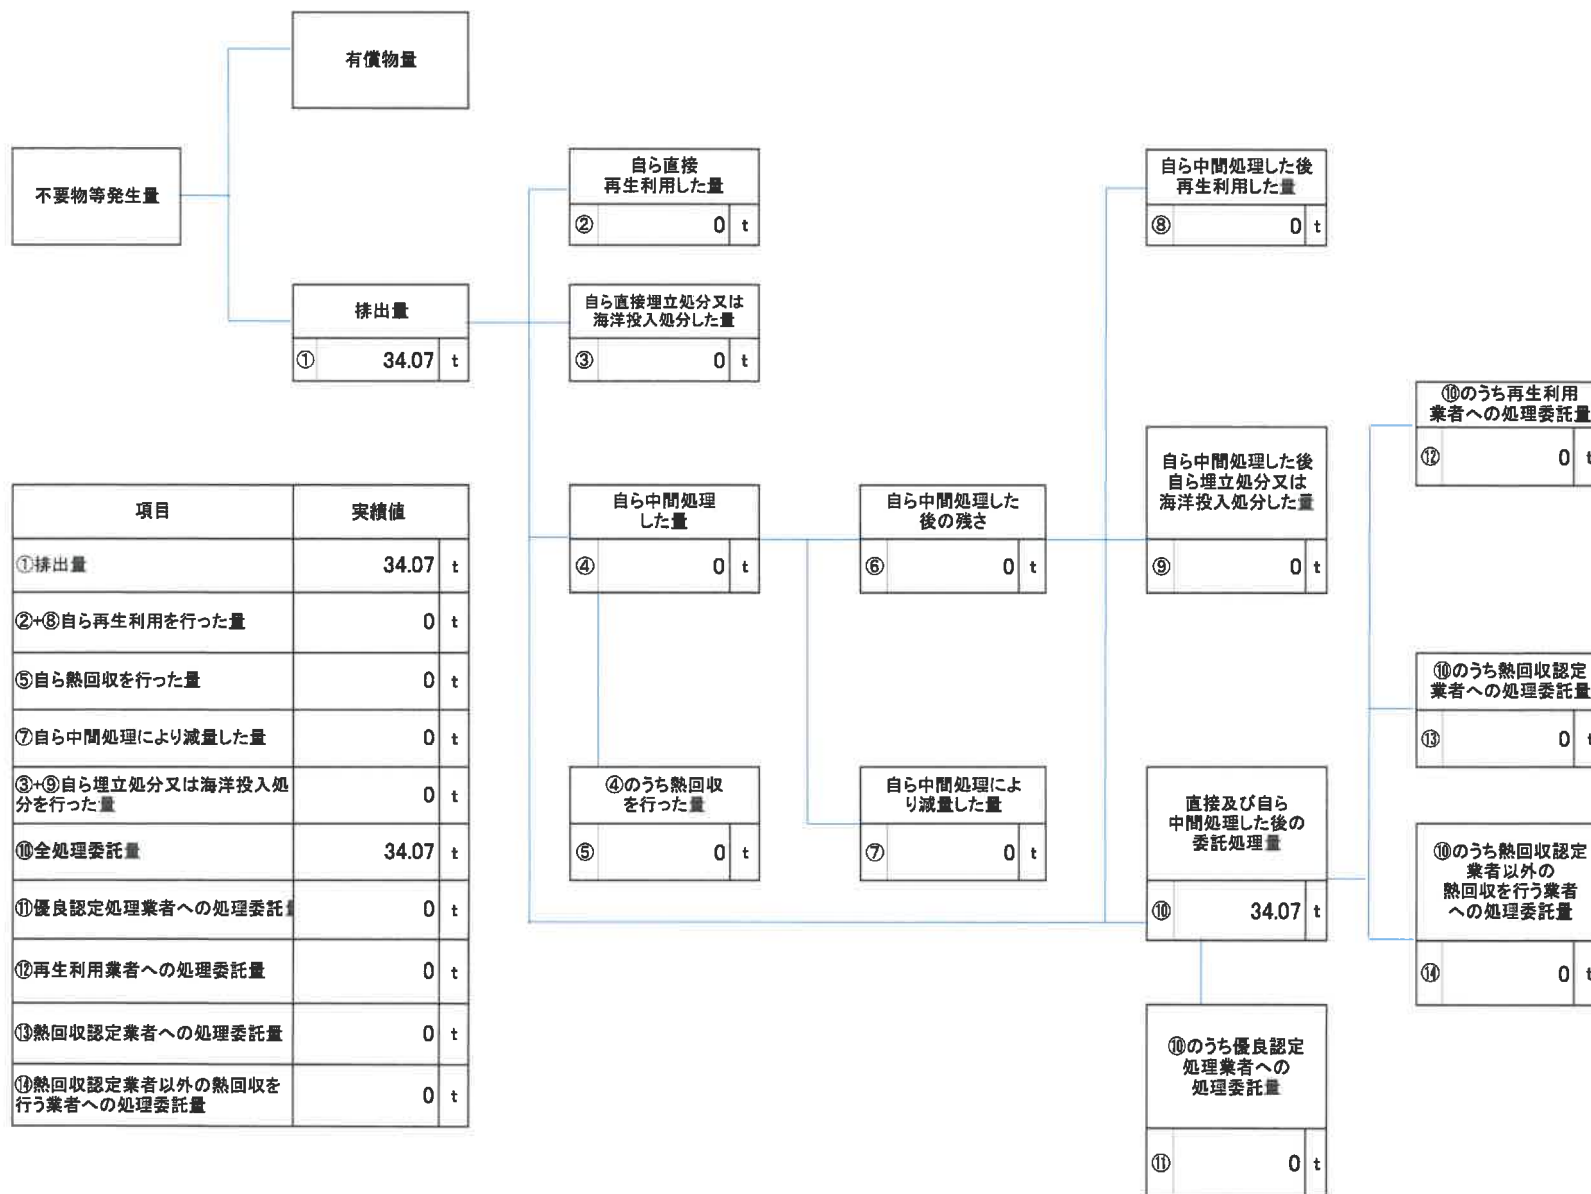 有償物量
不要物等発生量
排出量
① 34.07 t
自ら直接
再生利用した量
② 0 t
自ら直接埋立処分又は
海洋投入処分した量
③ 0 t
自ら中間処理した後
再生利用した量
⑧ 0 t
自ら中間処理
した量
④ 0 t
自ら中間処理した
後の残さ
⑥ 0 t
自ら中間処理した後
自ら埋立処分又は
海洋投入処分した量
⑨ 0 t
⑩のうち再生利用
業者への処理委託量
⑫ 0 t
⑩のうち熱回収認定
業者への処理委託量
⑬ 0 t
④のうち熱回収
を行った量
⑤ 0 t
自ら中間処理によ
り減量した量
⑦ 0 t
直接及び自ら
中間処理した後の
委託処理量
⑩ 34.07 t
⑩のうち熱回収認定
業者以外の
熱回収を行う業者
への処理委託量
⑭ 0 t
⑩のうち優良認定
処理業者への
処理委託量
⑪ 0 t
項目 実績値
①排出量 34.07 t
②+⑧自ら再生利用を行った量 0 t
⑤自ら熱回収を行った量 0 t
⑦自ら中間処理により減量した量 0 t
③+⑨自ら埋立処分又は海洋投入処
分を行った量 0 t
⑩全処理委託量 34.07 t
⑪優良認定処理業者への処理委託量 0 t
⑫再生利用業者への処理委託量 0 t
⑬熱回収認定業者への処理委託量 0 t
⑭熱回収認定業者以外の熱回収を
行う業者への処理委託量 0 t